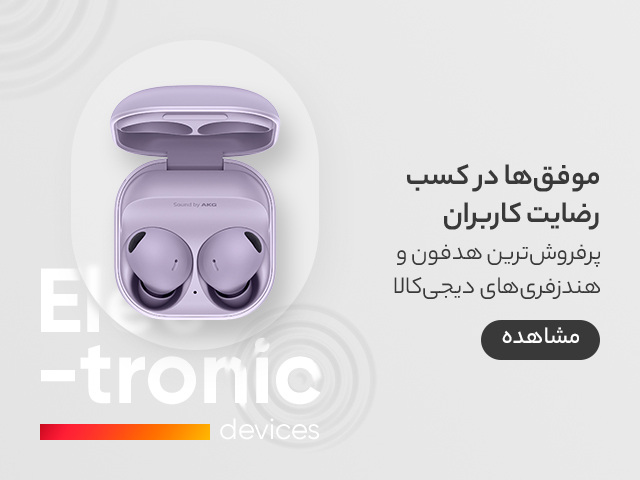 موفق‌ها در کسب
رضایت کاربران
پرفروش‌ترین هدفون و
هندزفری‌های دیجی‌کالا
مشاهده
Sound by AKG
-tronic
devices